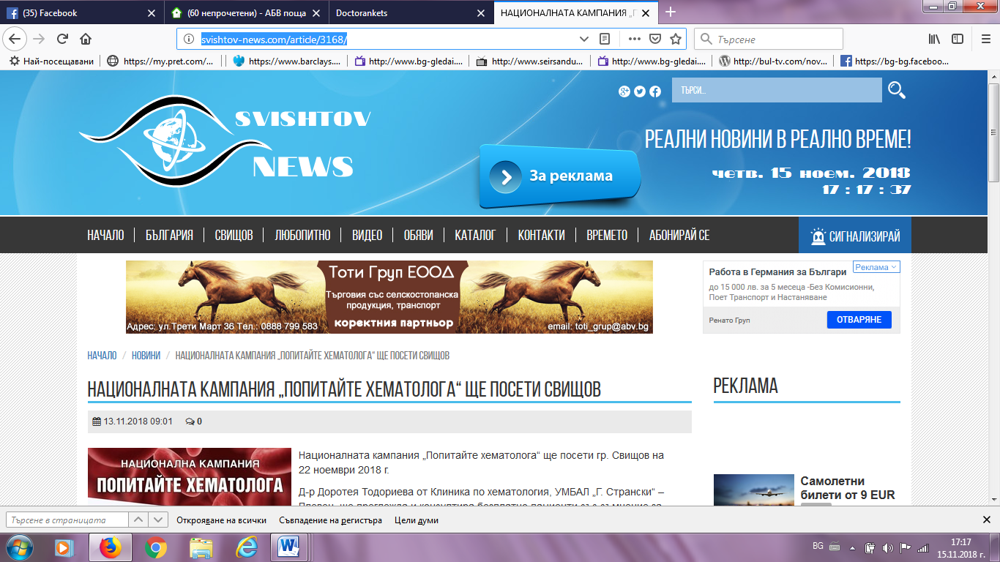 (35) Facebook
(60 непрочетени) - АБВ поща
Doctorankets
НАЦИОНАЛНАТА КАМПАНИЯ „П
svishtov-news.com/article/3168/
Търсене
Най-посещавани
https://my.pret.com/...
https://www.barclays....
http://www.bg-gledai....
http://www.seirsandu...
http://www.bg-gledai....
http://bul-tv.com/nov...
https://bg-bg.faceboo...
SVISHTOV
NEWS
ТЪРСИ...
РЕАЛНИ НОВИНИ В РЕАЛНО ВРЕМЕ!
За реклама
четв. 15 ноем. 2018
17 : 17 : 37
НАЧАЛО
БЪЛГАРИЯ
СВИЩОВ
ЛЮБОПИТНО
ВИДЕО
ОБЯВИ
КАТАЛОГ
КОНТАКТИ
ВРЕМЕТО
АБОНИРАЙ СЕ
СИГНАЛИЗИРАЙ
Тоти Груп ЕООД
Търговия със селскостопанска
продукция, транспорт
коректния партньор
Адрес: ул.Трети Март 36 Тел.: 0888 799 583
email: toti_grup@abv.bg
Реклама
Работа в Германия за Българи
до 15 000 лв. за 5 месеца -Без Комисионни,
Поет Транспорт и Настаняване
Ренато Груп
ОТВАРЯНЕ
НАЧАЛО / НОВИНИ / НАЦИОНАЛНАТА КАМПАНИЯ „ПОПИТАЙТЕ ХЕМАТОЛОГА“ ЩЕ ПОСЕТИ СВИЩОВ
НАЦИОНАЛНАТА КАМПАНИЯ „ПОПИТАЙТЕ ХЕМАТОЛОГА“ ЩЕ ПОСЕТИ СВИЩОВ
13.11.2018 09:01 0
НАЦИОНАЛНА КАМПАНИЯ
ПОПИТАЙТЕ ХЕМАТОЛОГА
Националната кампания „Попитайте хематолога“ ще посети гр. Свищов на
22 ноември 2018 г.
Д-р Доротея Тодориева от Клиника по хематология, УМБАЛ „Г. Странски“ –
РЕКЛАМА
Самолетни
билети от 9 EUR
Търсене в страницата
Открояване на всички
Съвпадение на регистъра
Цели думи
BG
17:17
15.11.2018 г.